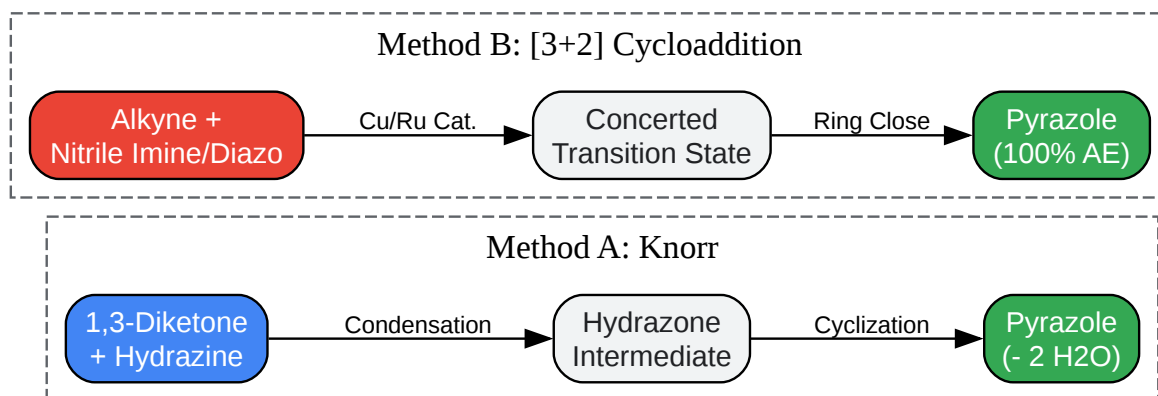 Method B: [3+2] Cycloaddition
Alkyne +
Nitrile Imine/Diazo
Cu/Ru Cat.
Concerted
Transition State
Ring Close
Pyrazole
(100% AE)
Method A: Knorr
1,3-Diketone
+ Hydrazine
Condensation
Hydrazone
Intermediate
Cyclization
Pyrazole
(- 2 H2O)